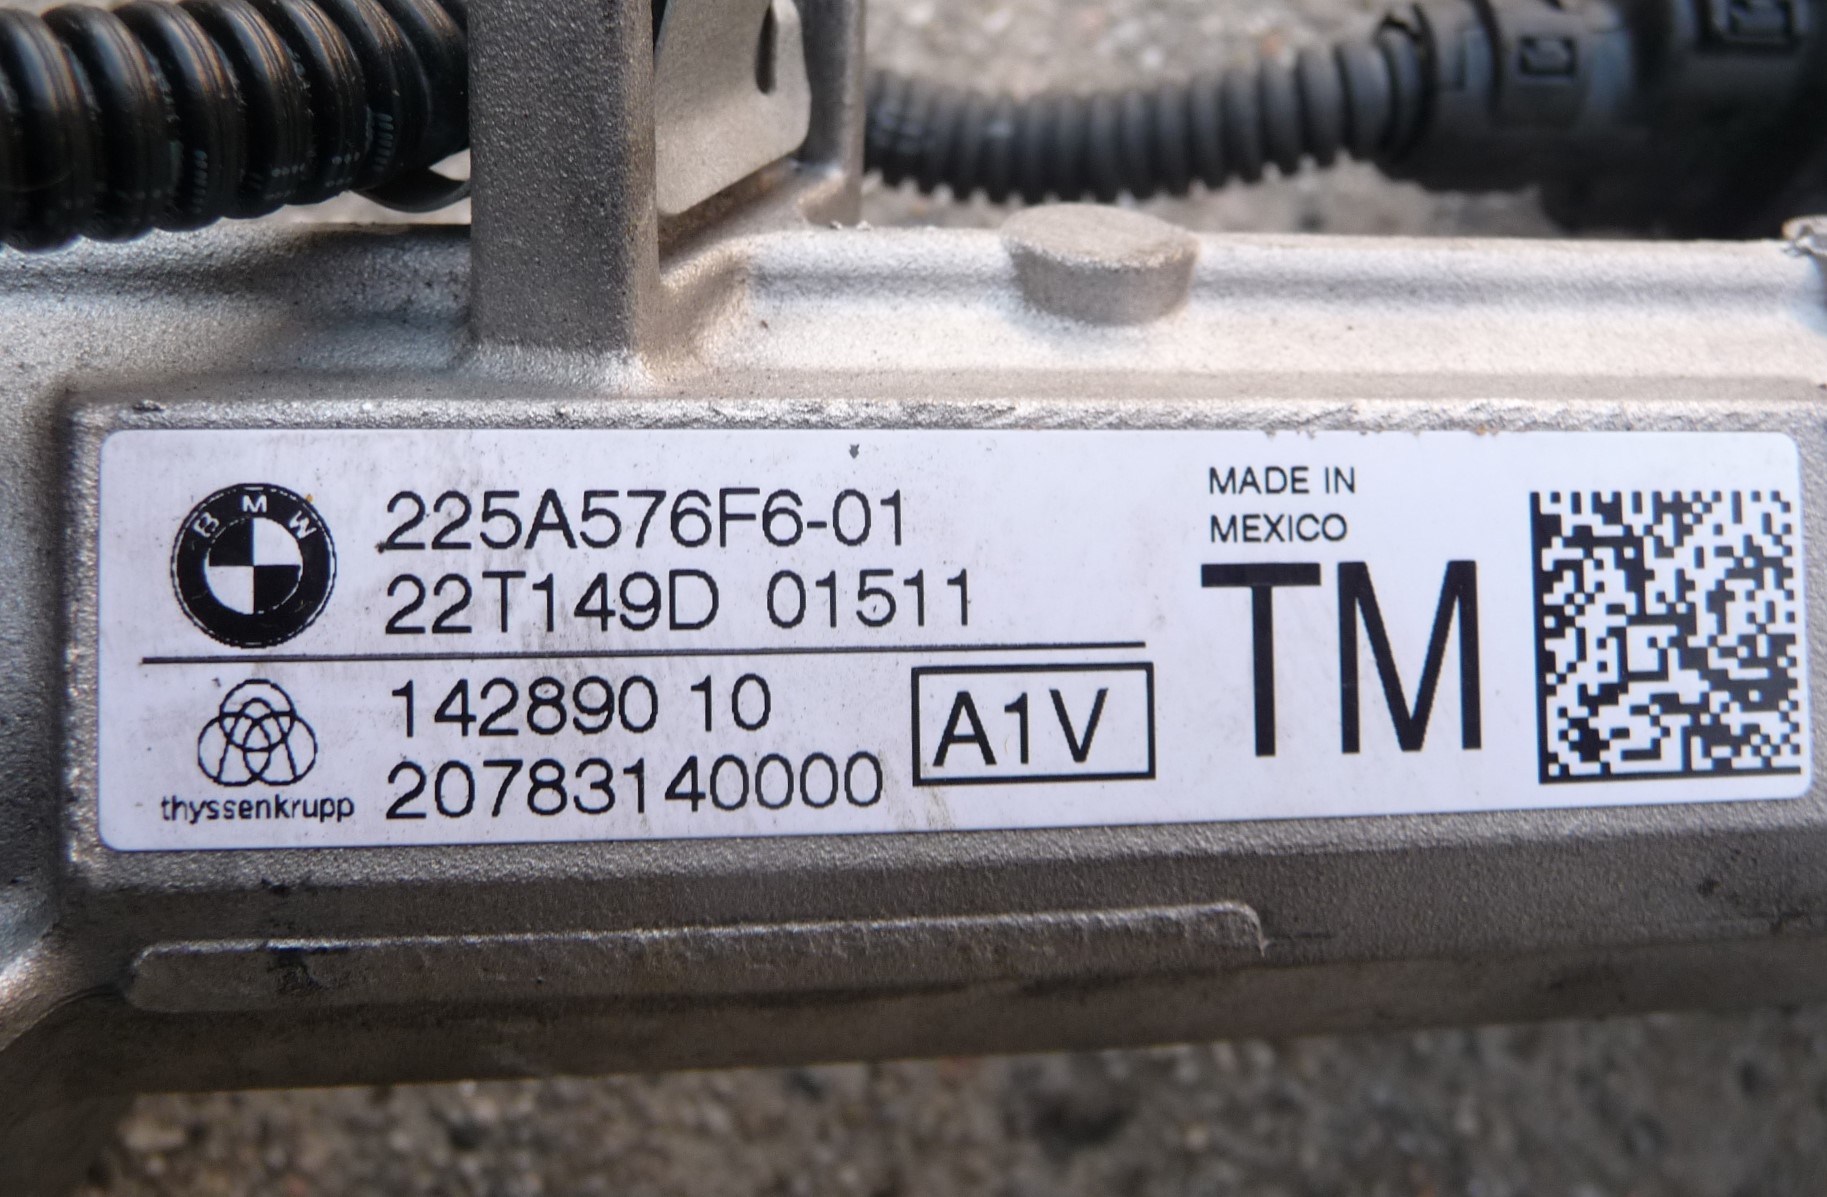 BMW
225A576F6-01
22T149D 01511
thyssenkrupp
142890 10
20783140000
A1V
MADE IN
MEXICO
TM